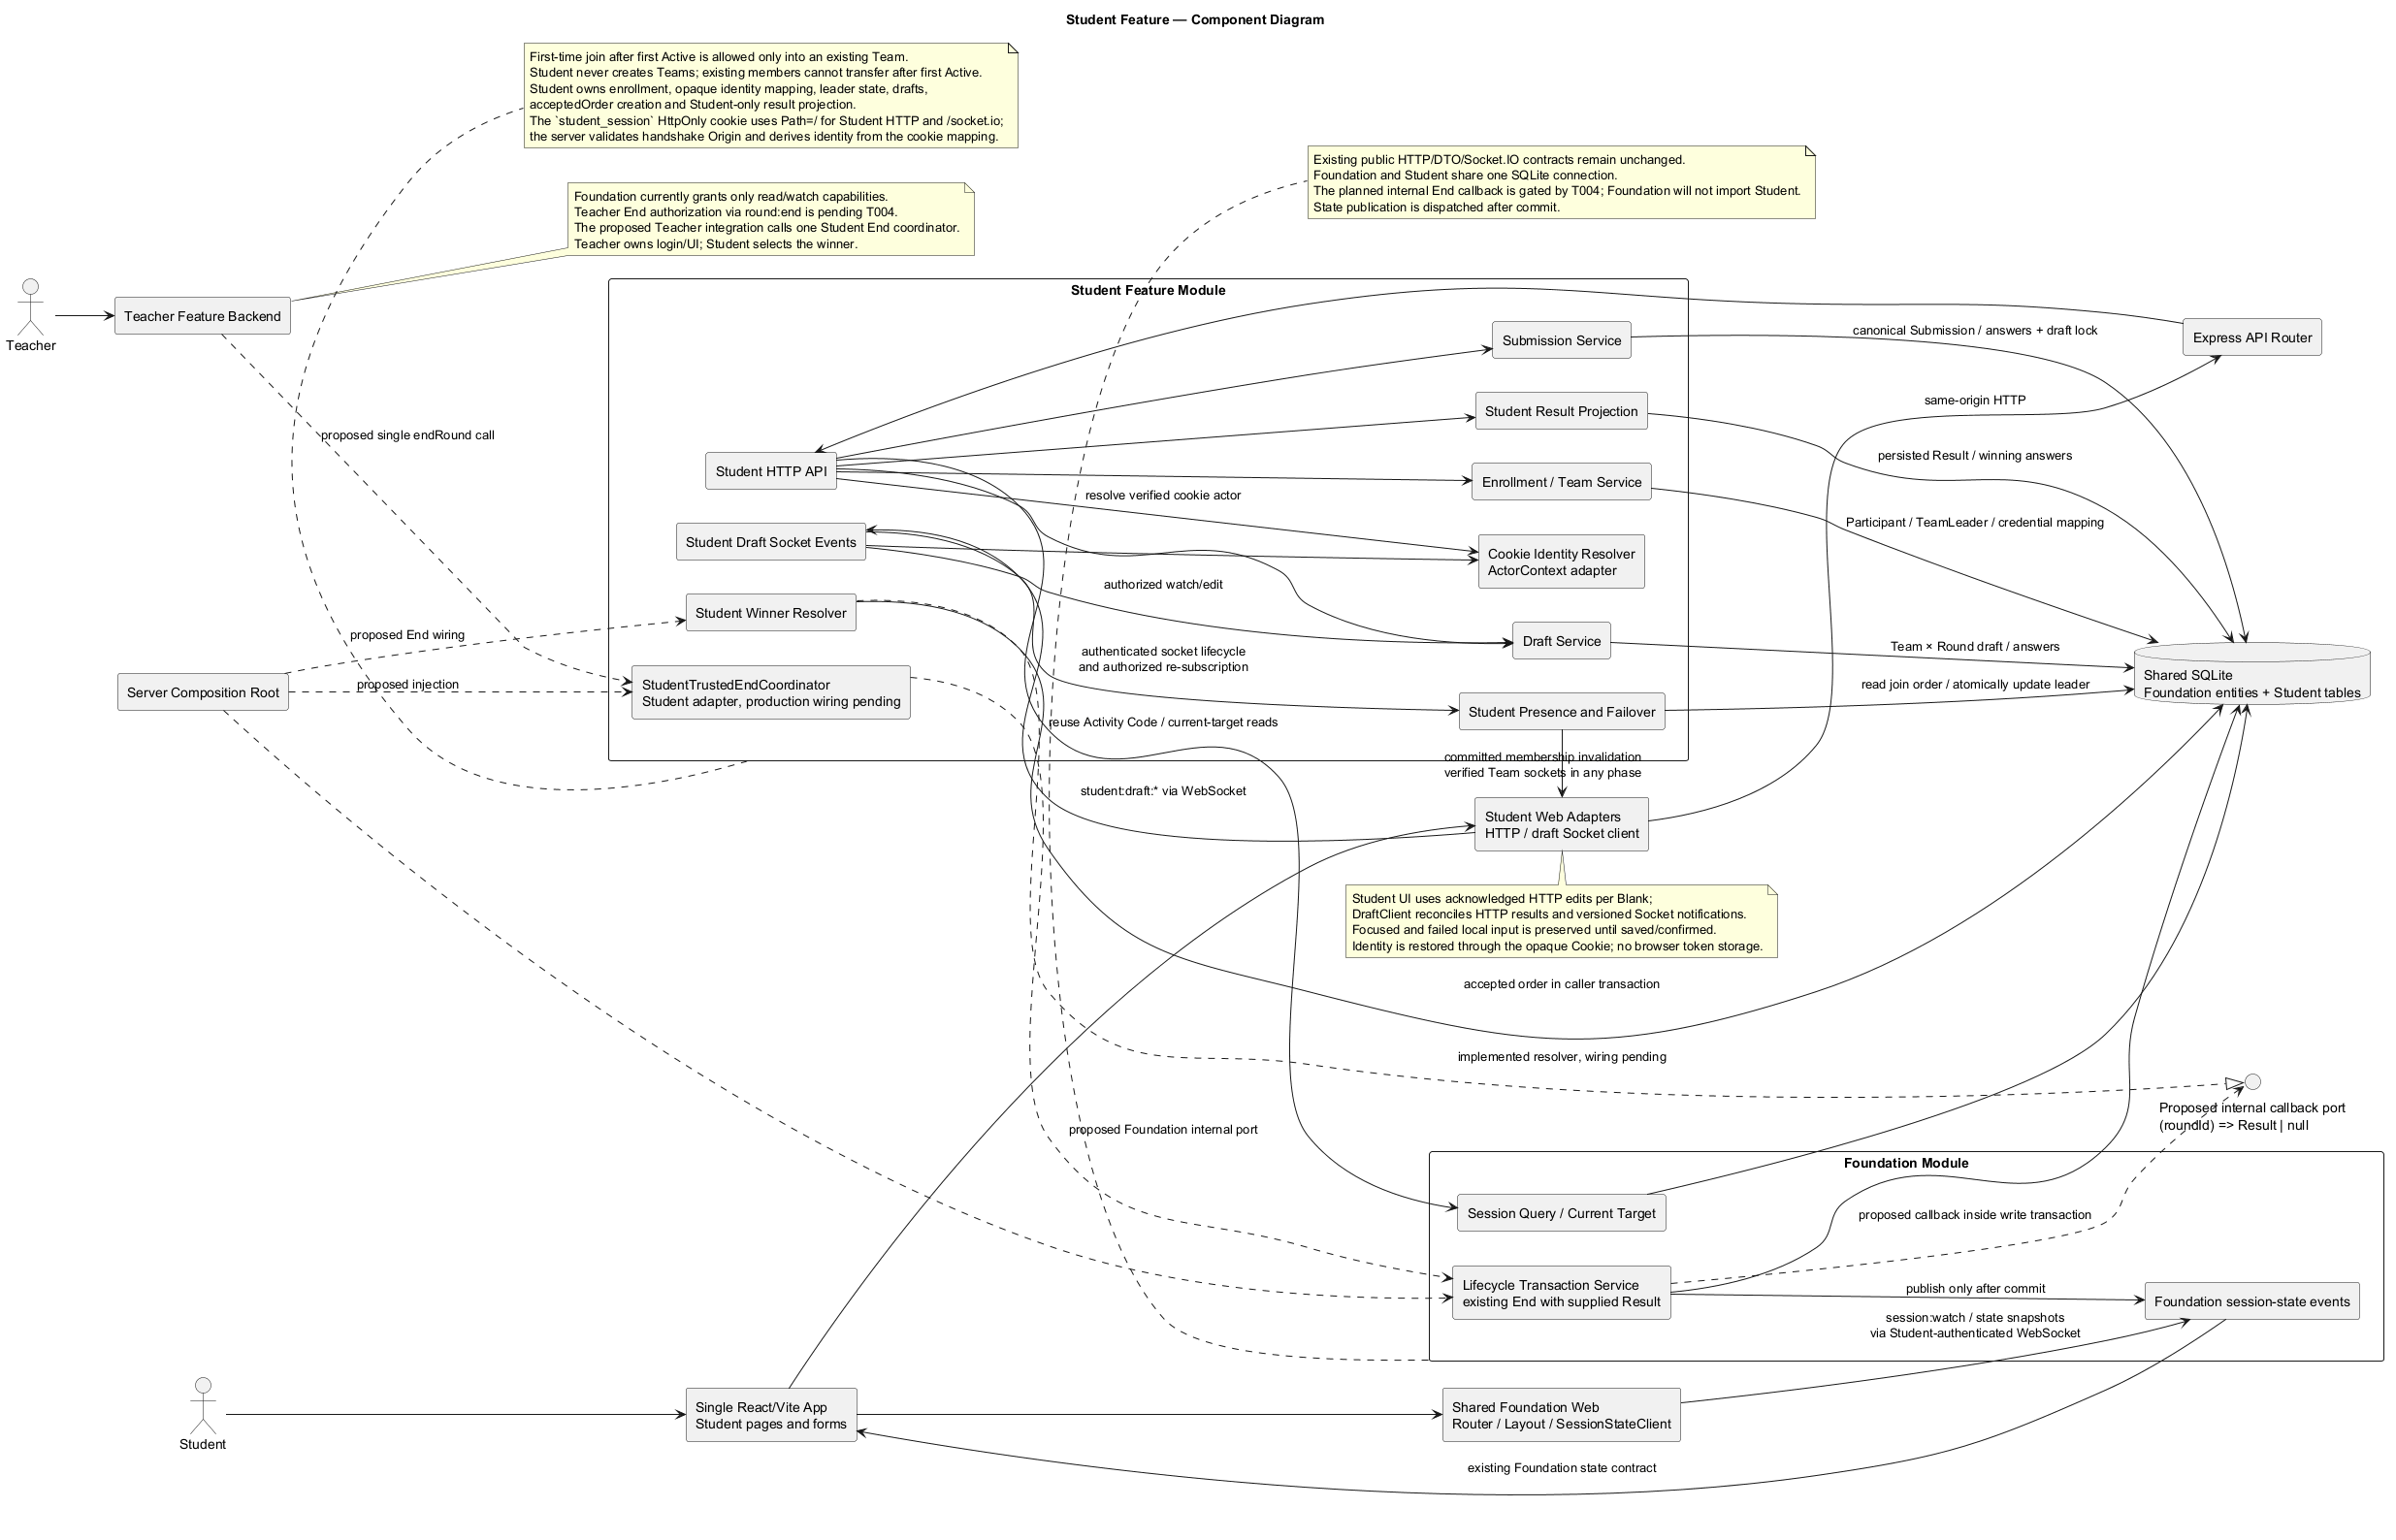 Student Feature — Component Diagram
First-time join after first Active is allowed only into an existing Team.
Student never creates Teams; existing members cannot transfer after first Active.
Student owns enrollment, opaque identity mapping, leader state, drafts,
acceptedOrder creation and Student-only result projection.
The `student_session` HttpOnly cookie uses Path=/ for Student HTTP and /socket.io;
the server validates handshake Origin and derives identity from the cookie mapping.
Existing public HTTP/DTO/Socket.IO contracts remain unchanged.
Foundation and Student share one SQLite connection.
The planned internal End callback is gated by T004; Foundation will not import Student.
State publication is dispatched after commit.
Foundation currently grants only read/watch capabilities.
Teacher End authorization via round:end is pending T004.
The proposed Teacher integration calls one Student End coordinator.
Teacher owns login/UI; Student selects the winner.
Teacher
Teacher Feature Backend
Student Feature Module
Submission Service
canonical Submission / answers + draft lock
Express API Router
same-origin HTTP
Student Result Projection
proposed single endRound call
persisted Result / winning answers
Student HTTP API
Enrollment / Team Service
resolve verified cookie actor
Participant / TeamLeader / credential mapping
Student Draft Socket Events
Cookie Identity Resolver
ActorContext adapter
authorized watch/edit
Student Winner Resolver
proposed End wiring
Draft Service
Team × Round draft / answers
authenticated socket lifecycle
and authorized re-subscription
Shared SQLite
Foundation entities + Student tables
Server Composition Root
proposed injection
StudentTrustedEndCoordinator
Student adapter, production wiring pending
read join order / atomically update leader
Student Presence and Failover
reuse Activity Code / current-target reads
committed membership invalidation
verified Team sockets in any phase
student:draft:* via WebSocket
Student Web Adapters
HTTP / draft Socket client
Student UI uses acknowledged HTTP edits per Blank;
DraftClient reconciles HTTP results and versioned Socket notifications.
Focused and failed local input is preserved until saved/confirmed.
Identity is restored through the opaque Cookie; no browser token storage.
accepted order in caller transaction
implemented resolver, wiring pending
Proposed internal callback port
(roundId) => Result | null
proposed Foundation internal port
Foundation Module
Session Query / Current Target
proposed callback inside write transaction
Lifecycle Transaction Service
existing End with supplied Result
publish only after commit
Foundation session-state events
session:watch / state snapshots
via Student-authenticated WebSocket
Student
Single React/Vite App
Student pages and forms
Shared Foundation Web
Router / Layout / SessionStateClient
existing Foundation state contract